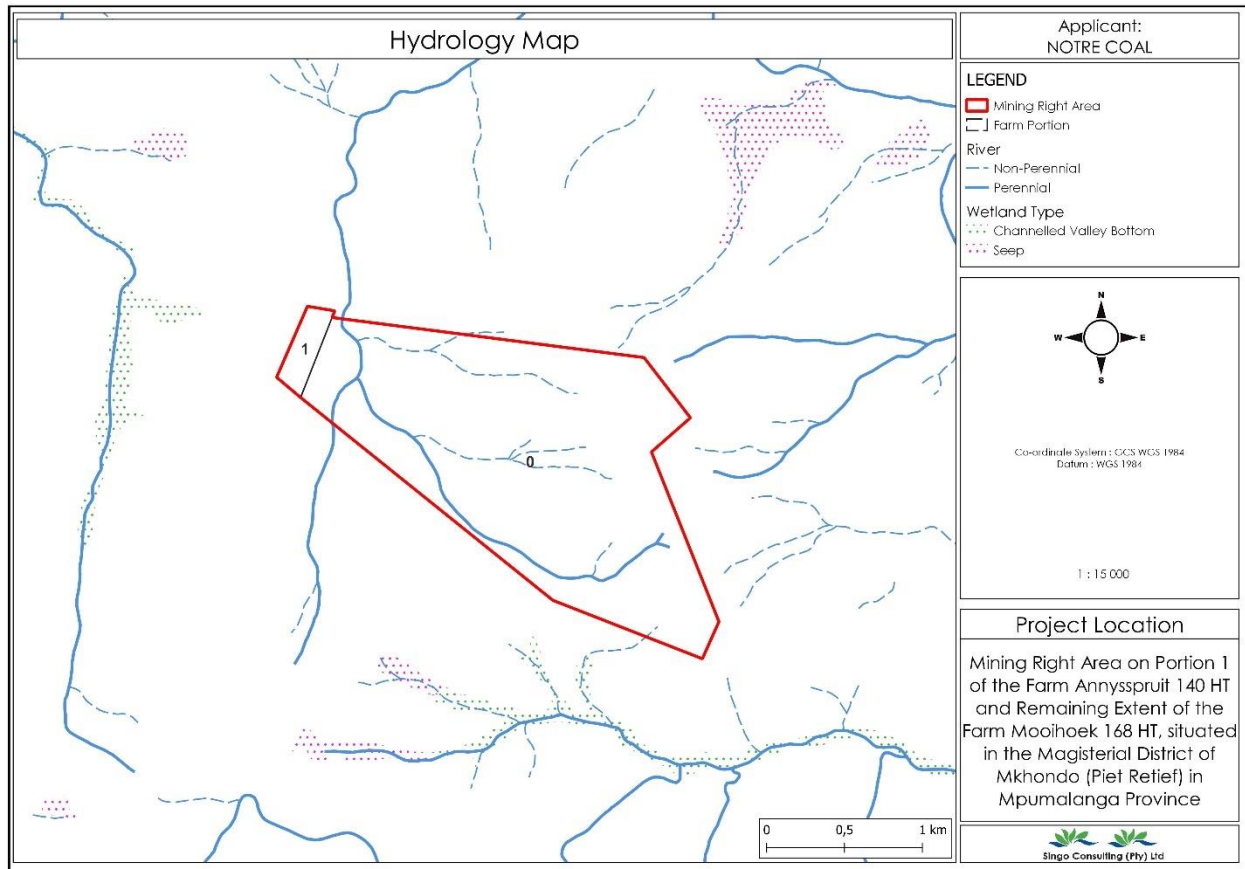 Hydrology Map
1
0
0 0,5 1 km
Applicant:
NOTRE COAL
LEGEND
Mining Right Area
Farm Portion
River
Non-Perennial
Perennial
Wetland Type
Channelled Valley Bottom
Seep
N
W E
S
Co-ordinate System : GCS WGS 1984
Datum : WGS 1984
1 : 15 000
Project Location
Mining Right Area on Portion 1
of the Farm Annysspruit 140 HT
and Remaining Extent of the
Farm Mooihoek 168 HT, situated
in the Magisterial District of
Mkhondo (Piet Retief) in
Mpumalanga Province
Singo Consulting (Pty) Ltd